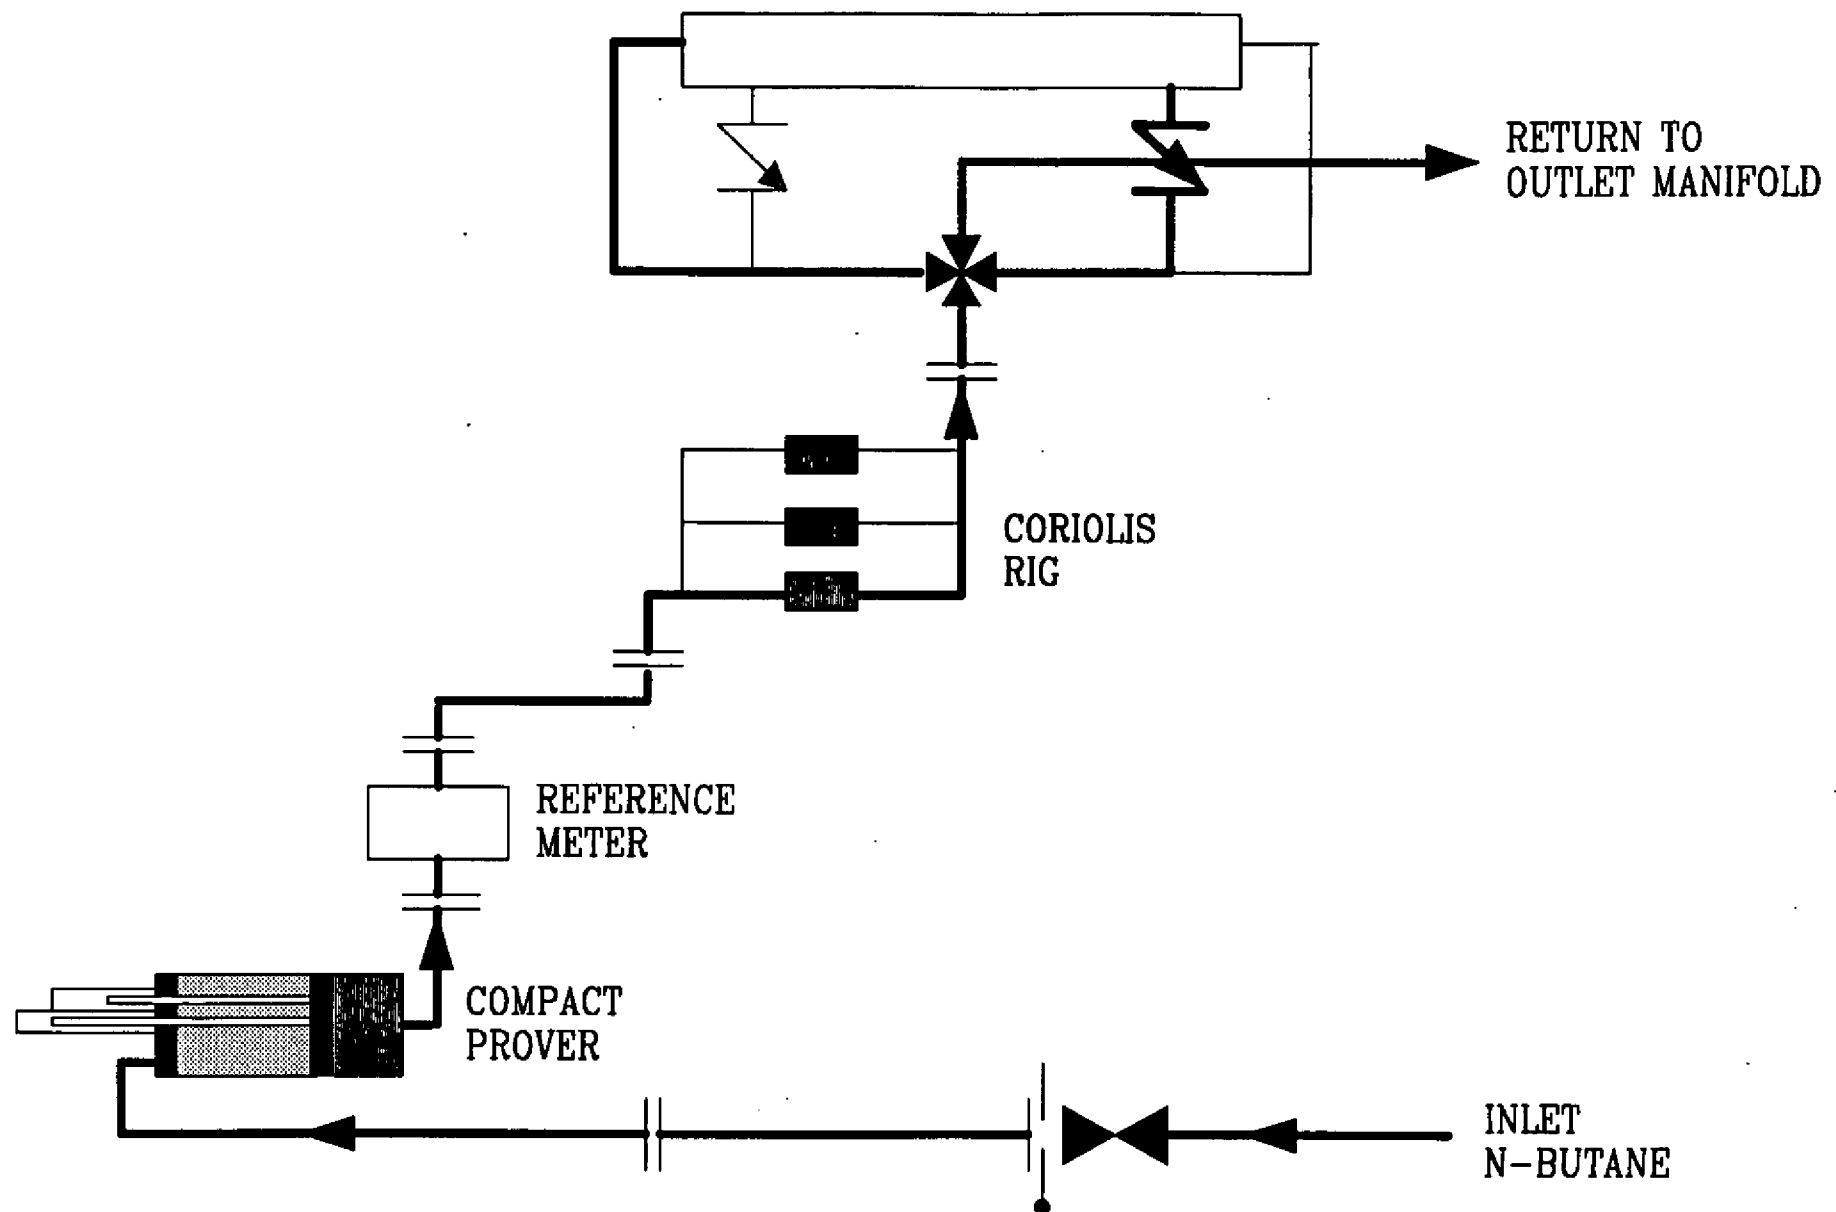 RETURN TO
OUTLET MANIFOLD
CORIOLIS
RIG
REFERENCE
METER
COMPACT
PROVER
INLET
N-BUTANE